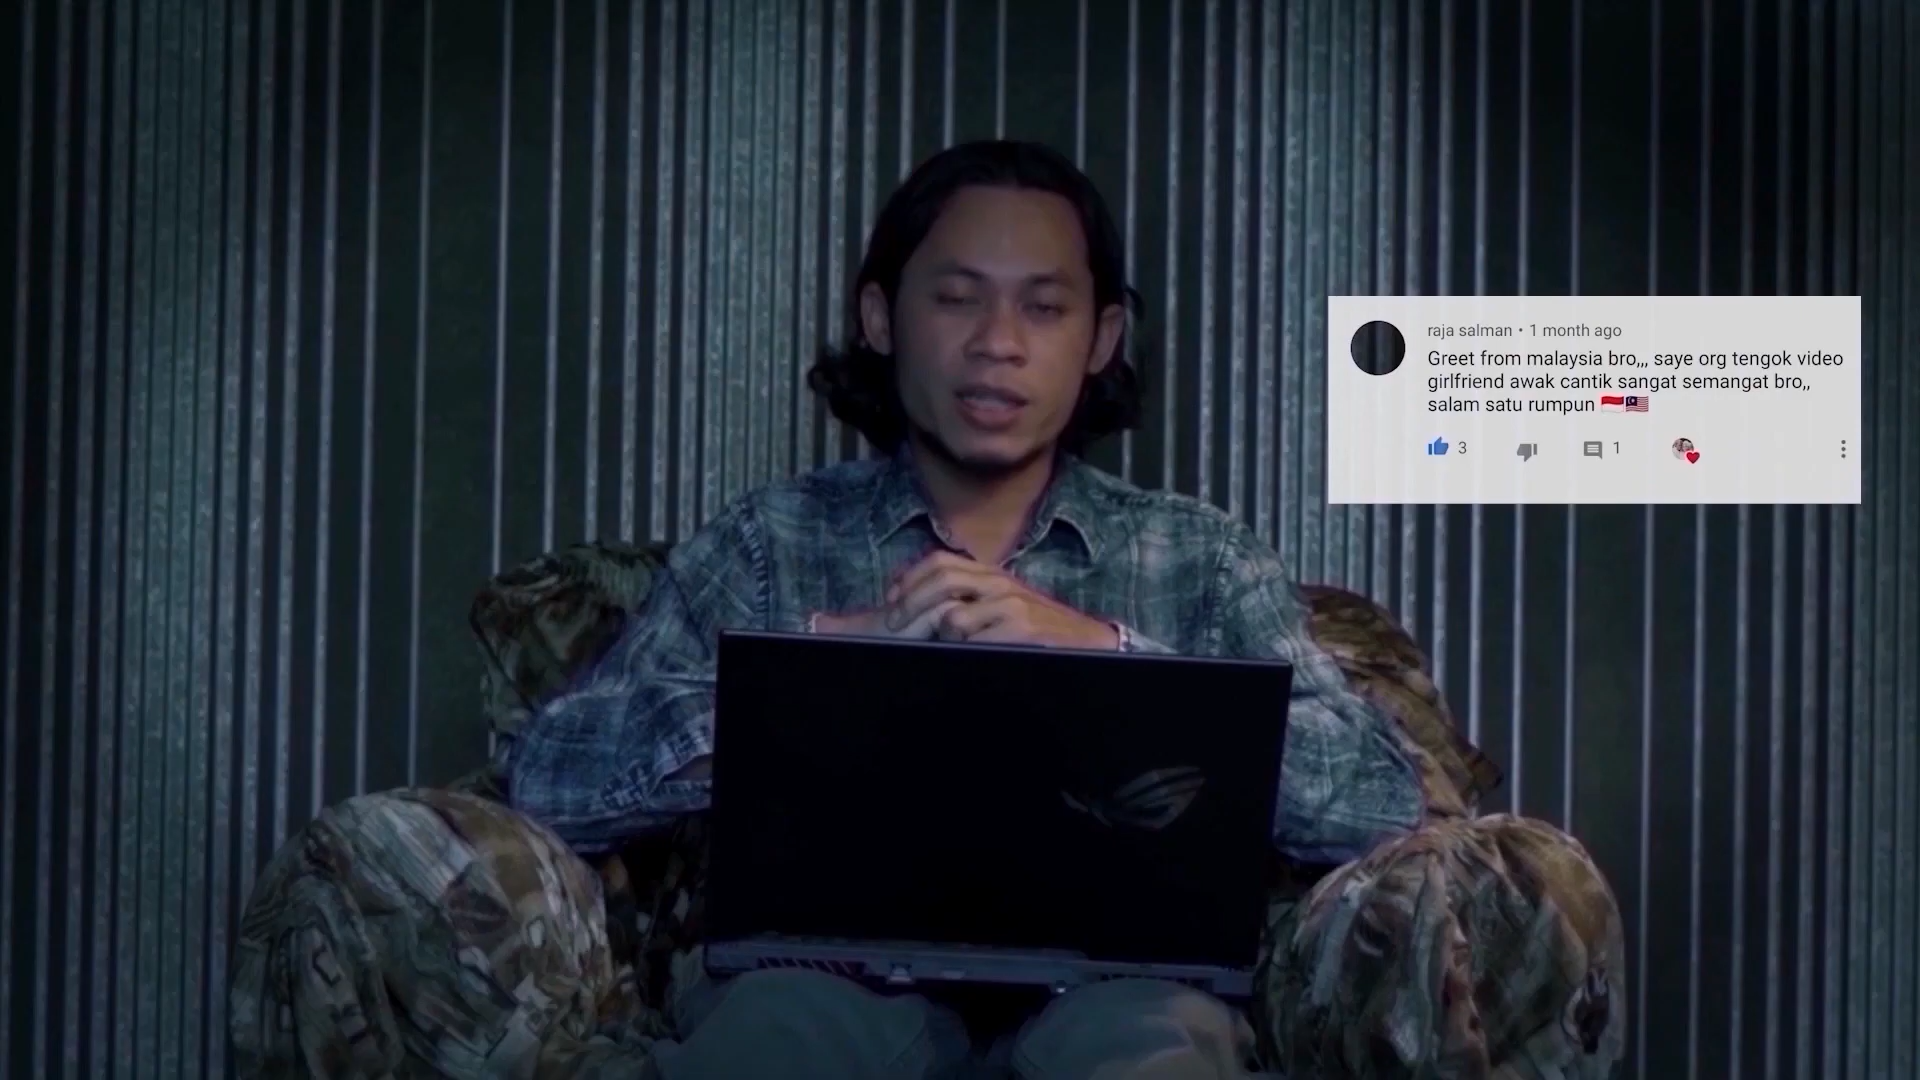 raja salman • 1 month ago
Greet from malaysia bro,,, saye org tengok video
girlfriend awak cantik sangat semangat bro,,
salam satu rumpun 🇮🇩🇲🇾
3
1